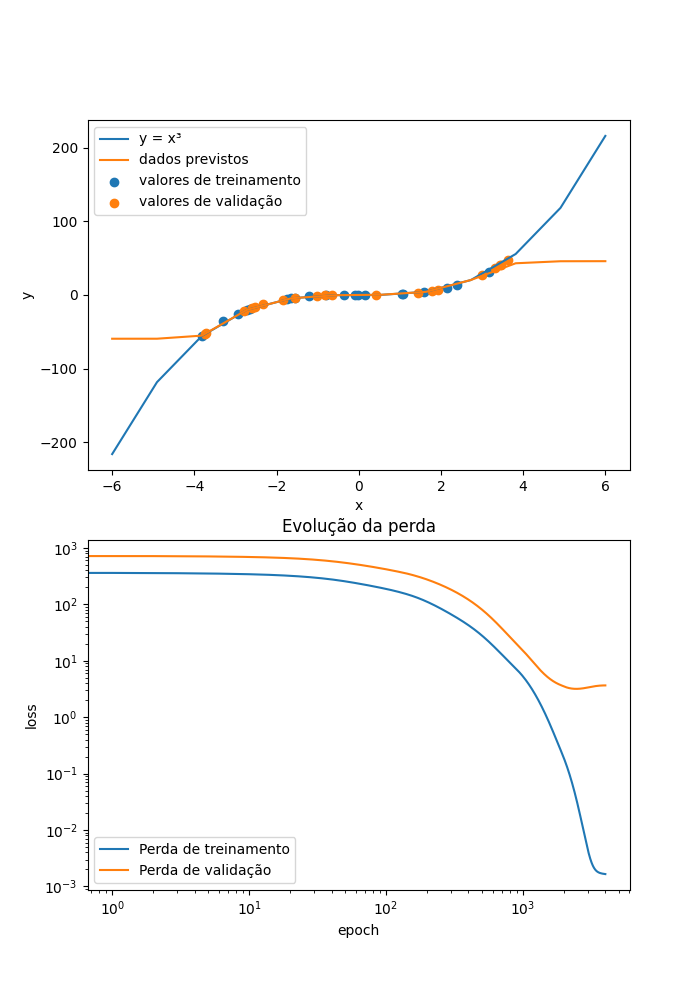 y = x³
dados previstos
valores de treinamento
valores de validação
200
100
0
−100
−200
y
−6
−4
−2
0
2
4
6
x
Evolução da perda
10³
10²
10¹
10⁰
10⁻¹
10⁻²
10⁻³
loss
Perda de treinamento
Perda de validação
10⁰
10¹
10²
10³
epoch